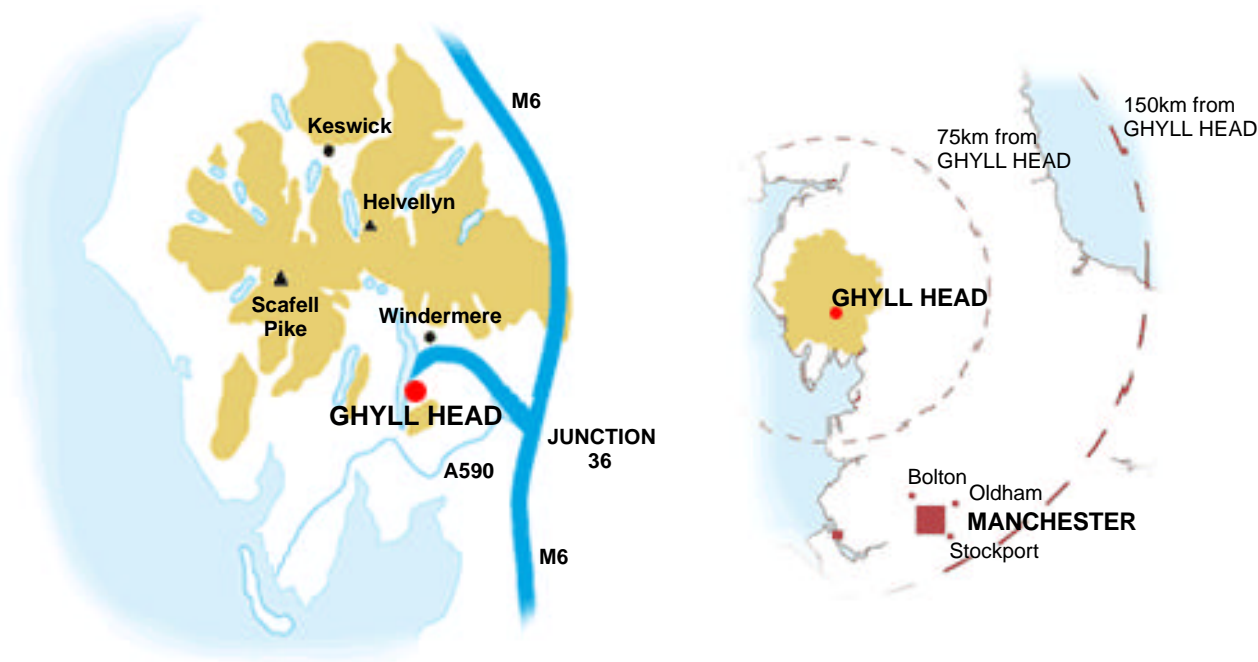 M6
Keswick
Helvellyn
Scafell
Pike
Windermere
GHYLL HEAD
JUNCTION
36
A590
M6
150km from
GHYLL HEAD
75km from
GHYLL HEAD
GHYLL HEAD
Bolton
Oldham
MANCHESTER
Stockport